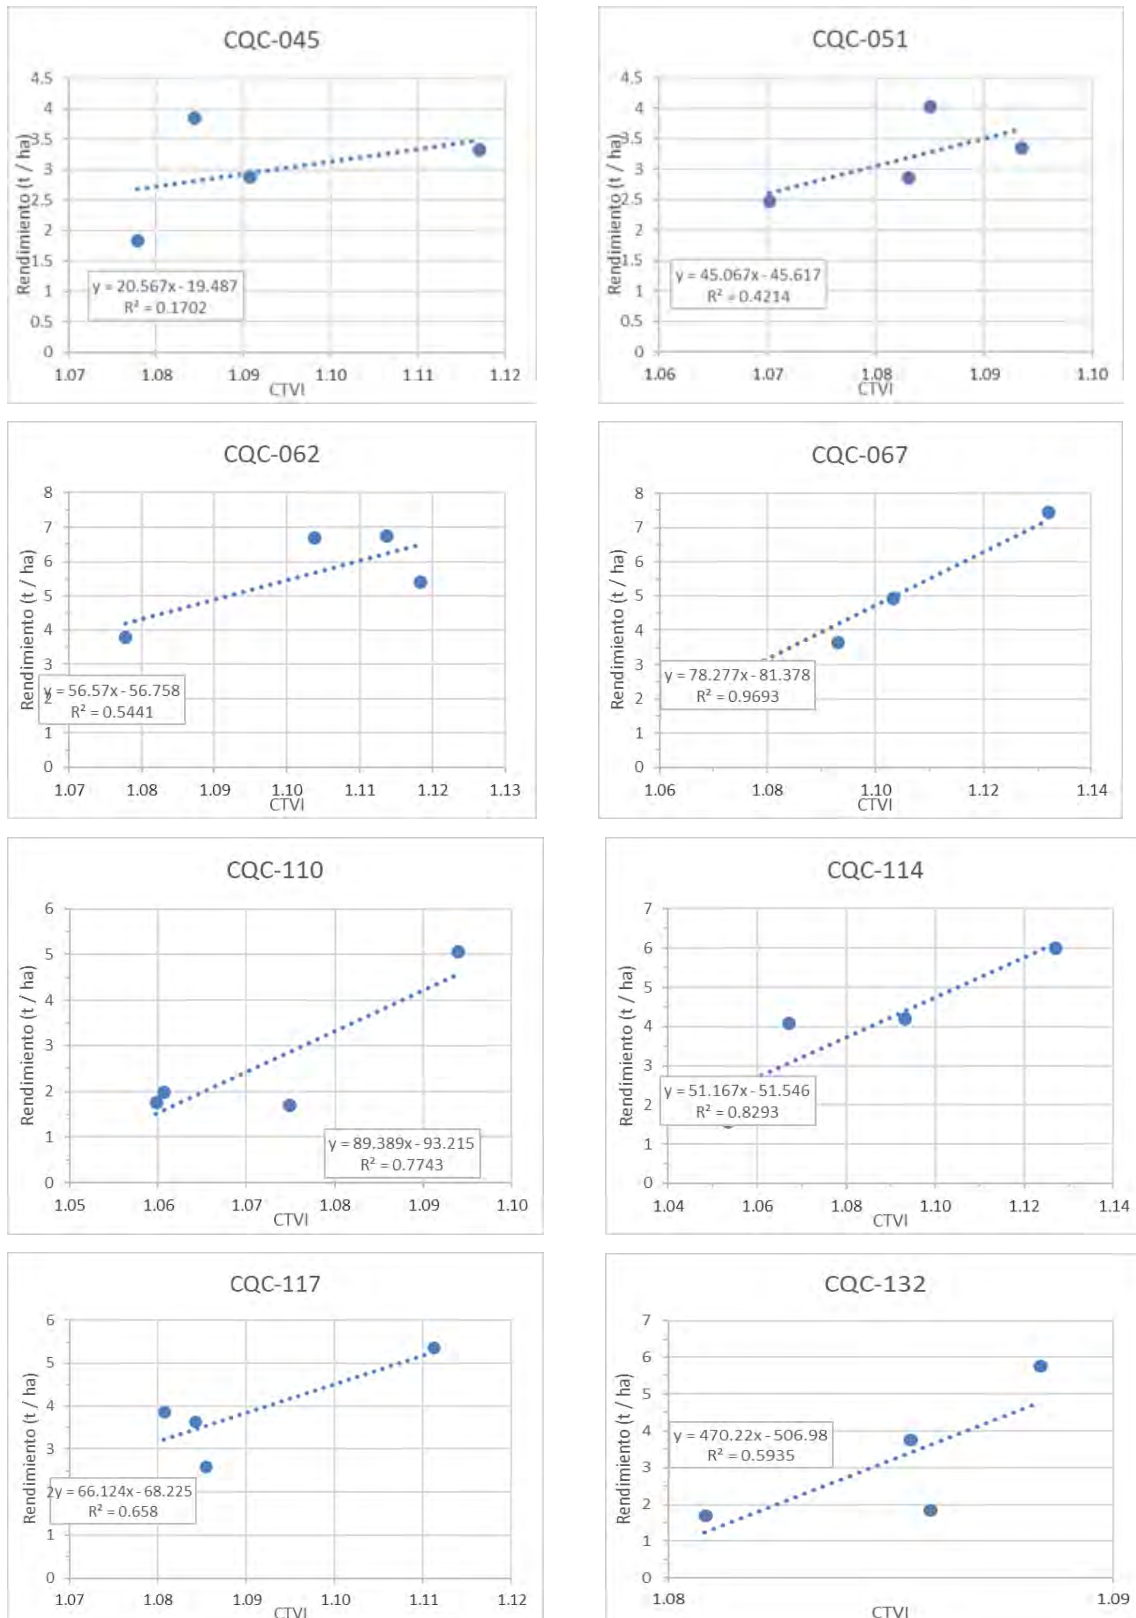 CQC-045
4.5
4
3.5
3
2.5
2
1.5
1
0.5
0
Rendimiento (t / ha)
y = 20.567x - 19.487
R² = 0.1702
1.07 1.08 1.09 1.10 1.11 1.12
CTVI
CQC-051
4.5
4
3.5
3
2.5
2
1.5
1
0.5
0
Rendimiento (t / ha)
y = 45.067x - 45.617
R² = 0.4214
1.06 1.07 1.08 1.09 1.10
CTVI
CQC-062
8
7
6
5
4
3
2
1
0
Rendimiento (t / ha)
y = 56.57x - 56.758
R² = 0.5441
1.07 1.08 1.09 1.10 1.11 1.12 1.13
CTVI
CQC-067
8
7
6
5
4
3
2
1
0
Rendimiento (t / ha)
y = 78.277x - 81.378
R² = 0.9693
1.06 1.08 1.10 1.12 1.14
CTVI
CQC-110
6
5
4
3
2
1
0
Rendimiento (t / ha)
y = 89.389x - 93.215
R² = 0.7743
1.05 1.06 1.07 1.08 1.09 1.10
CTVI
CQC-114
7
6
5
4
3
2
1
0
Rendimiento (t / ha)
y = 51.167x - 51.546
R² = 0.8293
1.04 1.06 1.08 1.10 1.12 1.14
CTVI
CQC-117
6
5
4
3
2
1
0
Rendimiento (t / ha)
y = 66.124x - 68.225
R² = 0.658
1.07 1.08 1.09 1.10 1.11 1.12
CTVI
CQC-132
7
6
5
4
3
2
1
0
Rendimiento (t / ha)
y = 470.22x - 506.98
R² = 0.5935
1.08 1.09
CTVI